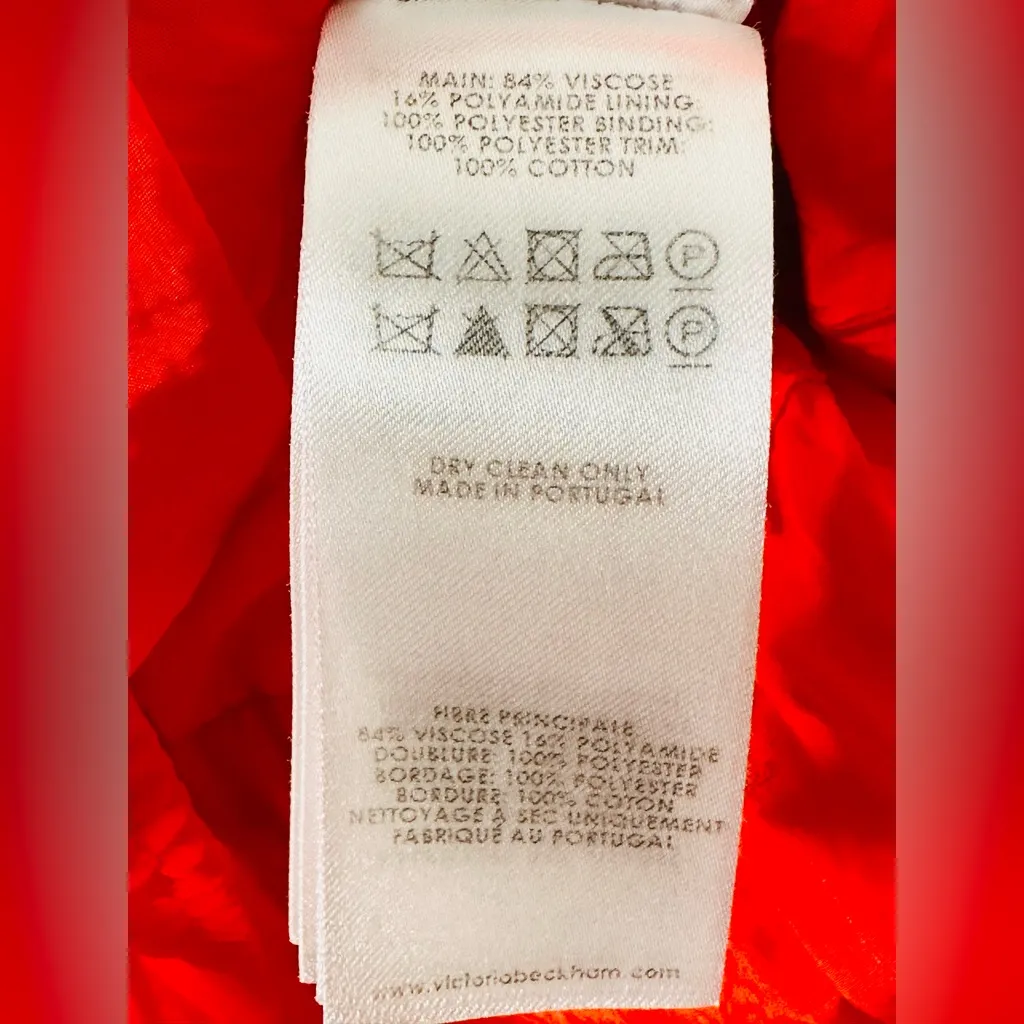 MAIN: 84% VISCOSE
16% POLYAMIDE LINING:
100% POLYESTER BINDING:
100% POLYESTER TRIM:
100% COTTON
P
P
DRY CLEAN ONLY
MADE IN PORTUGAL
FIBRE PRINCIPALE
84% VISCOSE 16% POLYAMIDE
DOUBLURE: 100% POLYESTER
BORDAGE: 100% POLYESTER
BORDURE: 100% COTON
NETTOYAGE À SEC UNIQUEMENT
FABRIQUÉ AU PORTUGAL
www.victoriabeckham.com